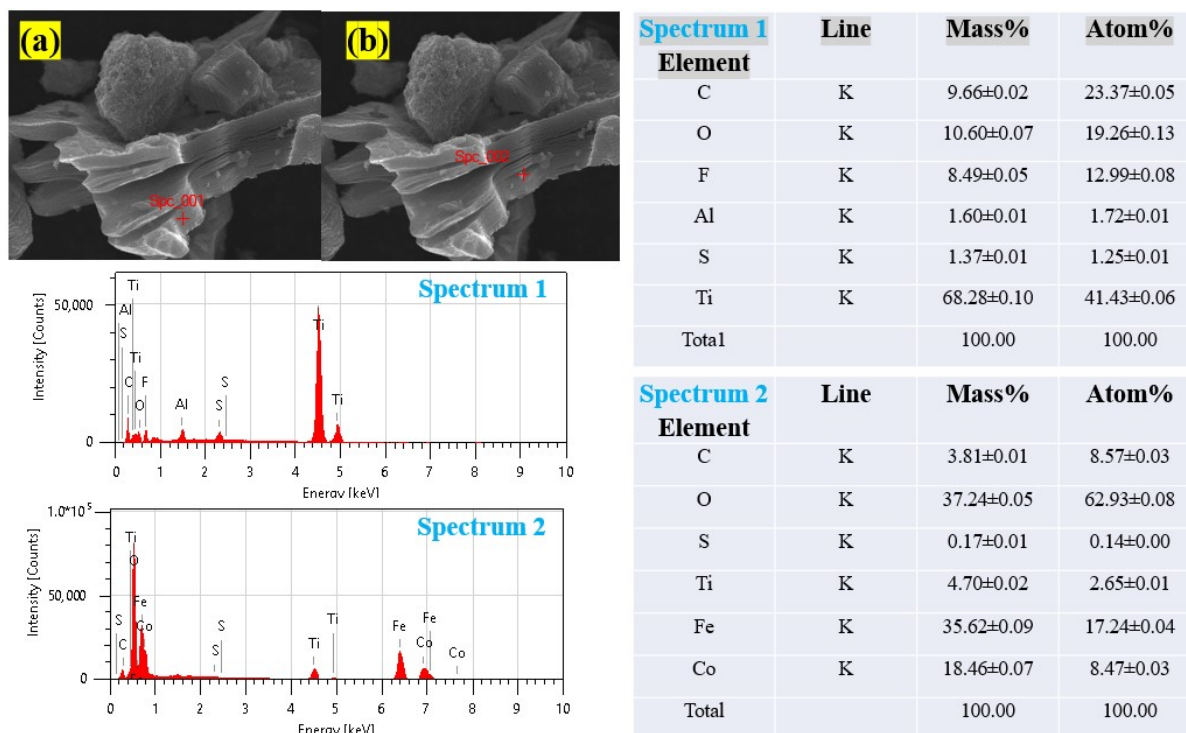 (a)
(b)
Spc_001
Spectrum 1
Ti
Al
S
Ti
C
F
O
Al
S
S
Ti
Ti
50,000
0
Intensity [Counts]
0 1 2 3 4 5 6 7 8 9 10
Energy [keV]
Spectrum 2
1.0*10^5
50,000
0
Intensity [Counts]
Ti
O
Fe
Co
S
C
S
S
Ti
Ti
Fe
Fe
Co
Co
0 1 2 3 4 5 6 7 8 9 10
Energy [keV]
Spectrum 1 Line Mass% Atom%
Element
C K 9.66±0.02 23.37±0.05
O K 10.60±0.07 19.26±0.13
F K 8.49±0.05 12.99±0.08
Al K 1.60±0.01 1.72±0.01
S K 1.37±0.01 1.25±0.01
Ti K 68.28±0.10 41.43±0.06
Total 100.00 100.00
Spectrum 2 Line Mass% Atom%
Element
C K 3.81±0.01 8.57±0.03
O K 37.24±0.05 62.93±0.08
S K 0.17±0.01 0.14±0.00
Ti K 4.70±0.02 2.65±0.01
Fe K 35.62±0.09 17.24±0.04
Co K 18.46±0.07 8.47±0.03
Total 100.00 100.00